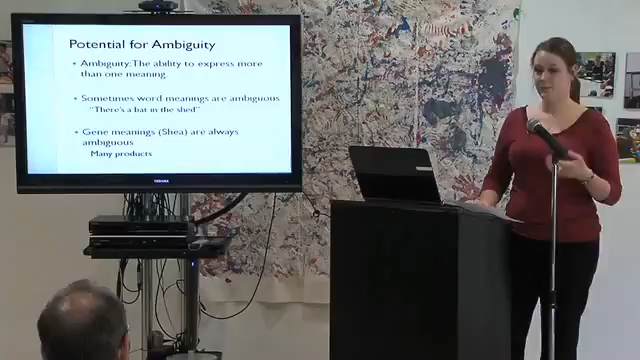 Potential for Ambiguity
• Ambiguity: The ability to express more
than one meaning.
• Sometimes word meanings are ambiguous
"There's a bat in the shed"
• Gene meanings (Shea) are always
ambiguous
Many products
TOSHIBA